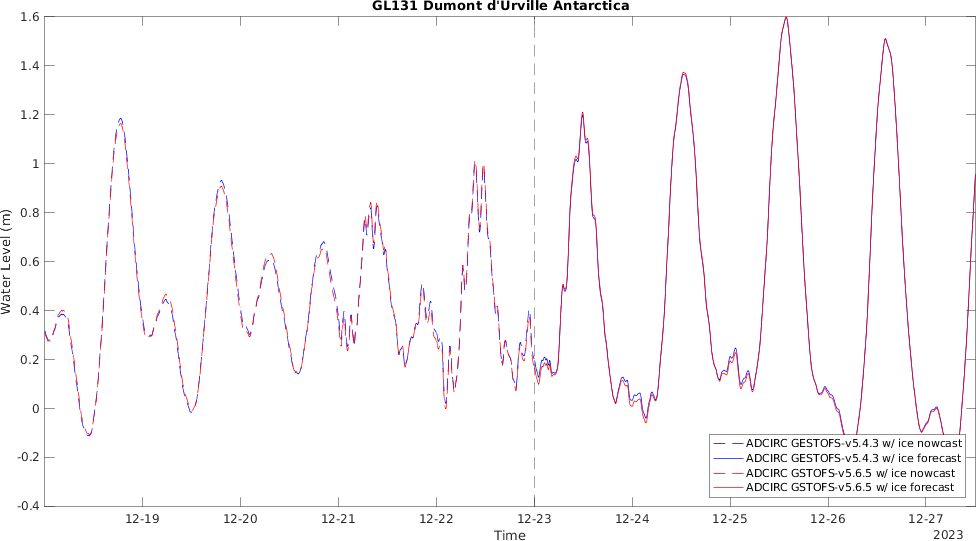 GL131 Dumont d'Urville Antarctica
1.6
1.4
1.2
1
0.8
0.6
0.4
0.2
0
-0.2
-0.4
Water Level (m)
ADCIRC GESTOFS-v5.4.3 w/ ice nowcast
ADCIRC GESTOFS-v5.4.3 w/ ice forecast
ADCIRC GSTOFS-v5.6.5 w/ ice nowcast
ADCIRC GSTOFS-v5.6.5 w/ ice forecast
12-19 12-20 12-21 12-22 12-23 12-24 12-25 12-26 12-27
Time
2023